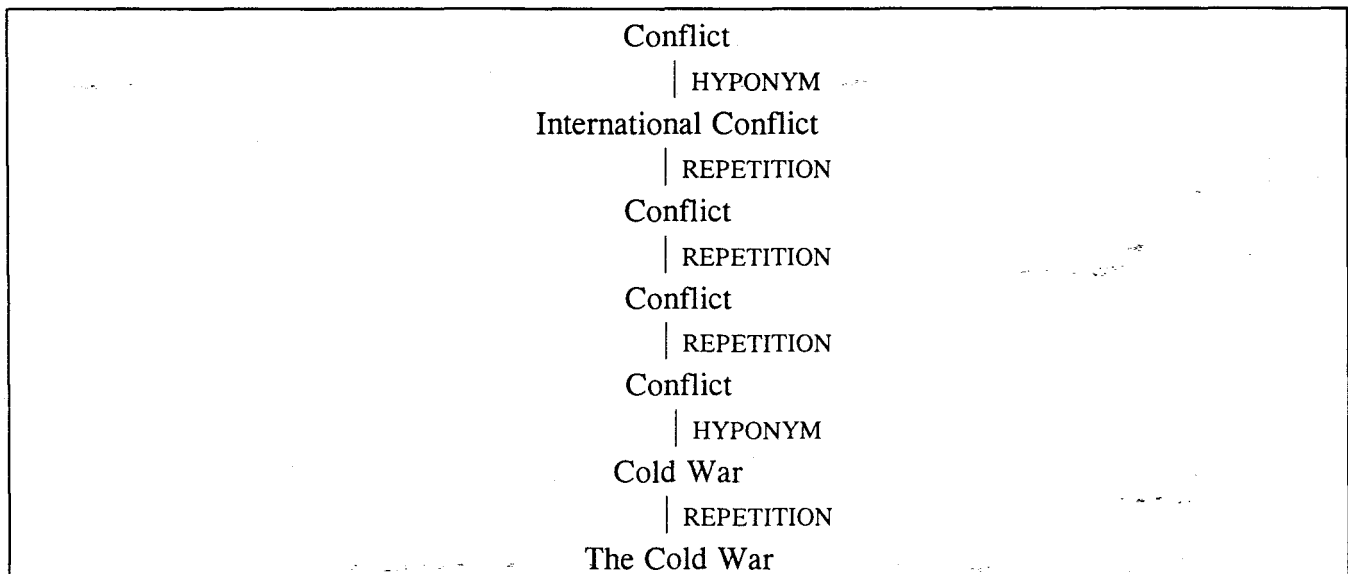 Conflict
HYPONYM
International Conflict
REPETITION
Conflict
REPETITION
Conflict
REPETITION
Conflict
HYPONYM
Cold War
REPETITION
The Cold War